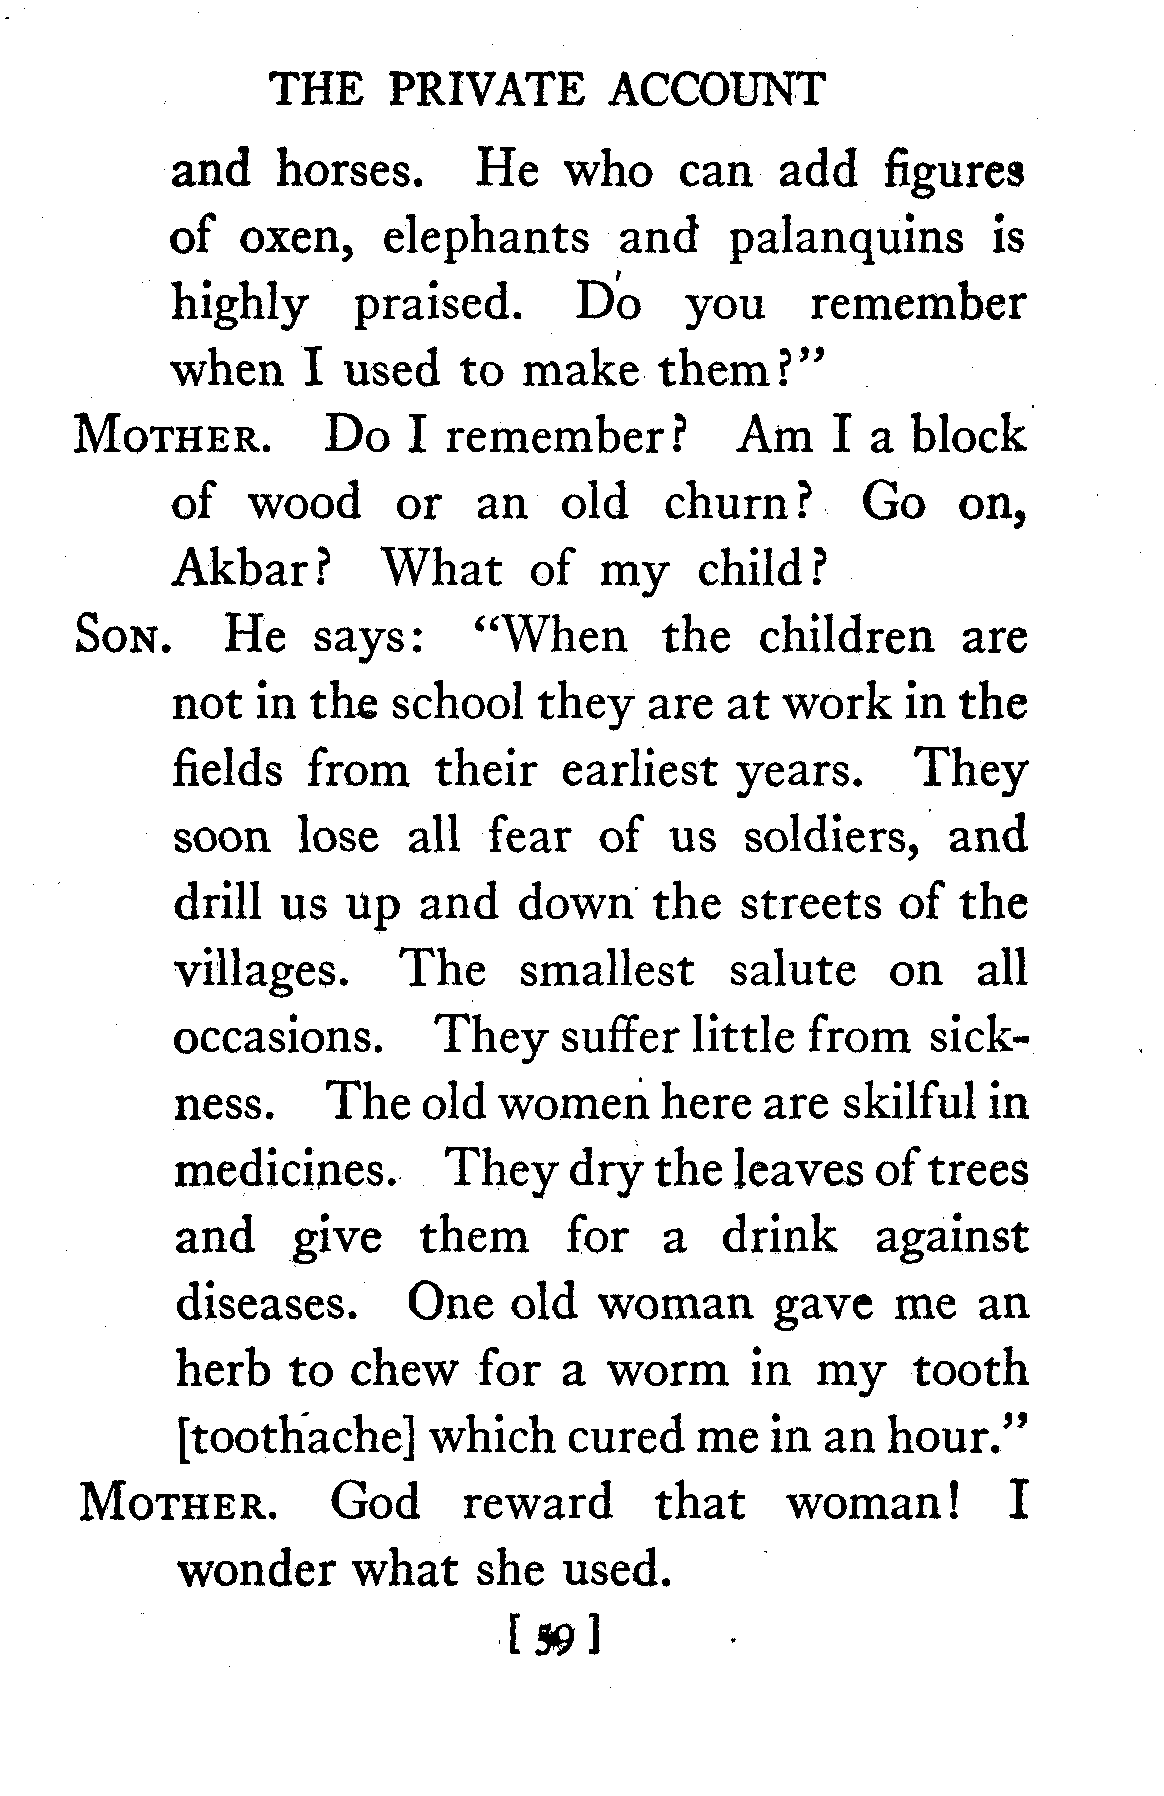 THE PRIVATE ACCOUNT
and horses. He who can add figures
of oxen, elephants and palanquins is
highly praised. Do you remember
when I used to make them?"
MOTHER. Do I remember? Am I a block
of wood or an old churn? Go on,
Akbar? What of my child?
SON. He says: "When the children are
not in the school they are at work in the
fields from their earliest years. They
soon lose all fear of us soldiers, and
drill us up and down the streets of the
villages. The smallest salute on all
occasions. They suffer little from sick-
ness. The old women here are skilful in
medicines. They dry the leaves of trees
and give them for a drink against
diseases. One old woman gave me an
herb to chew for a worm in my tooth
[toothache] which cured me in an hour."
MOTHER. God reward that woman! I
wonder what she used.
[ 59 ]